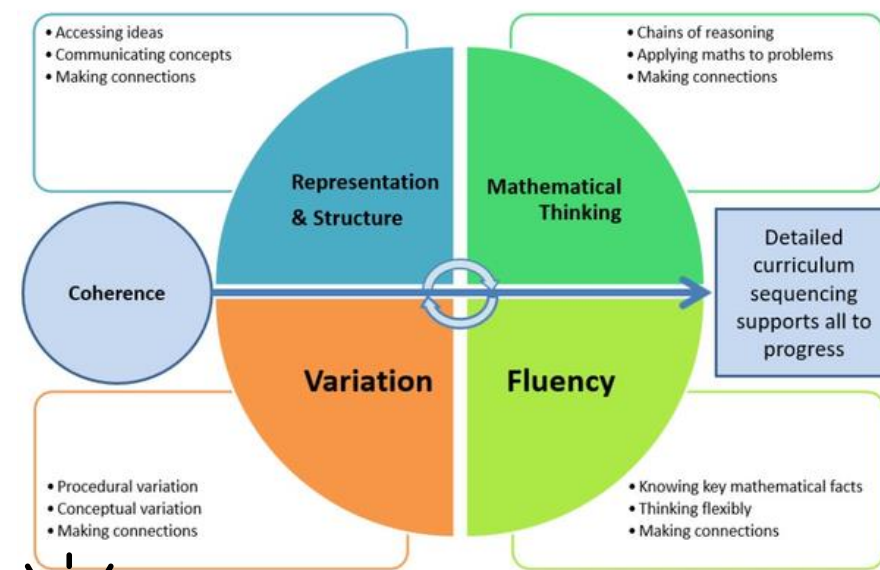 • Accessing ideas
• Communicating concepts
• Making connections
• Chains of reasoning
• Applying maths to problems
• Making connections
Representation
& Structure
Mathematical
Thinking
Coherence
Detailed
curriculum
sequencing
supports all to
progress
Variation
Fluency
• Procedural variation
• Conceptual variation
• Making connections
• Knowing key mathematical facts
• Thinking flexibly
• Making connections